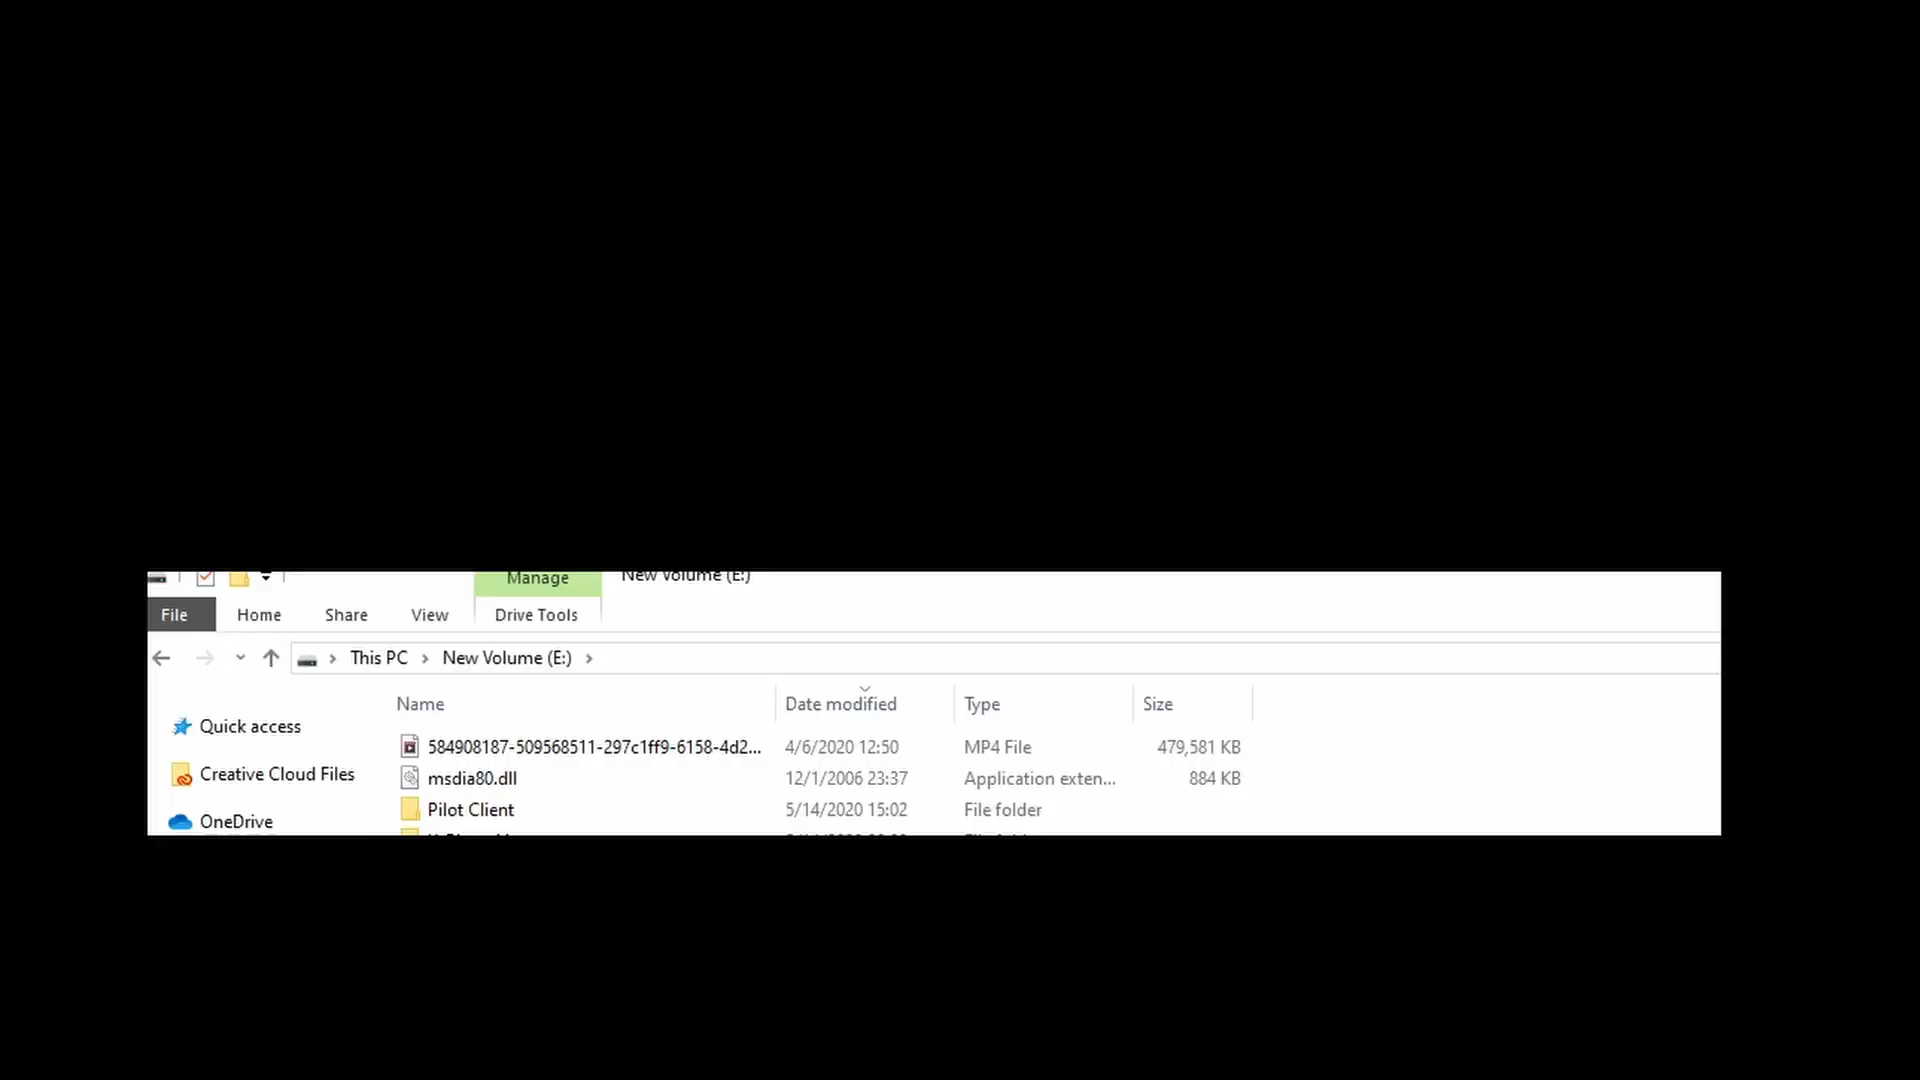 Manage New Volume (E:)
File Home Share View Drive Tools
This PC New Volume (E:)
Name Date modified Type Size
Quick access
Creative Cloud Files
OneDrive
584908187-509568511-297c1ff9-6158-4d2... 4/6/2020 12:50 MP4 File 479,581 KB
msdia80.dll 12/1/2006 23:37 Application exten... 884 KB
Pilot Client 5/14/2020 15:02 File folder